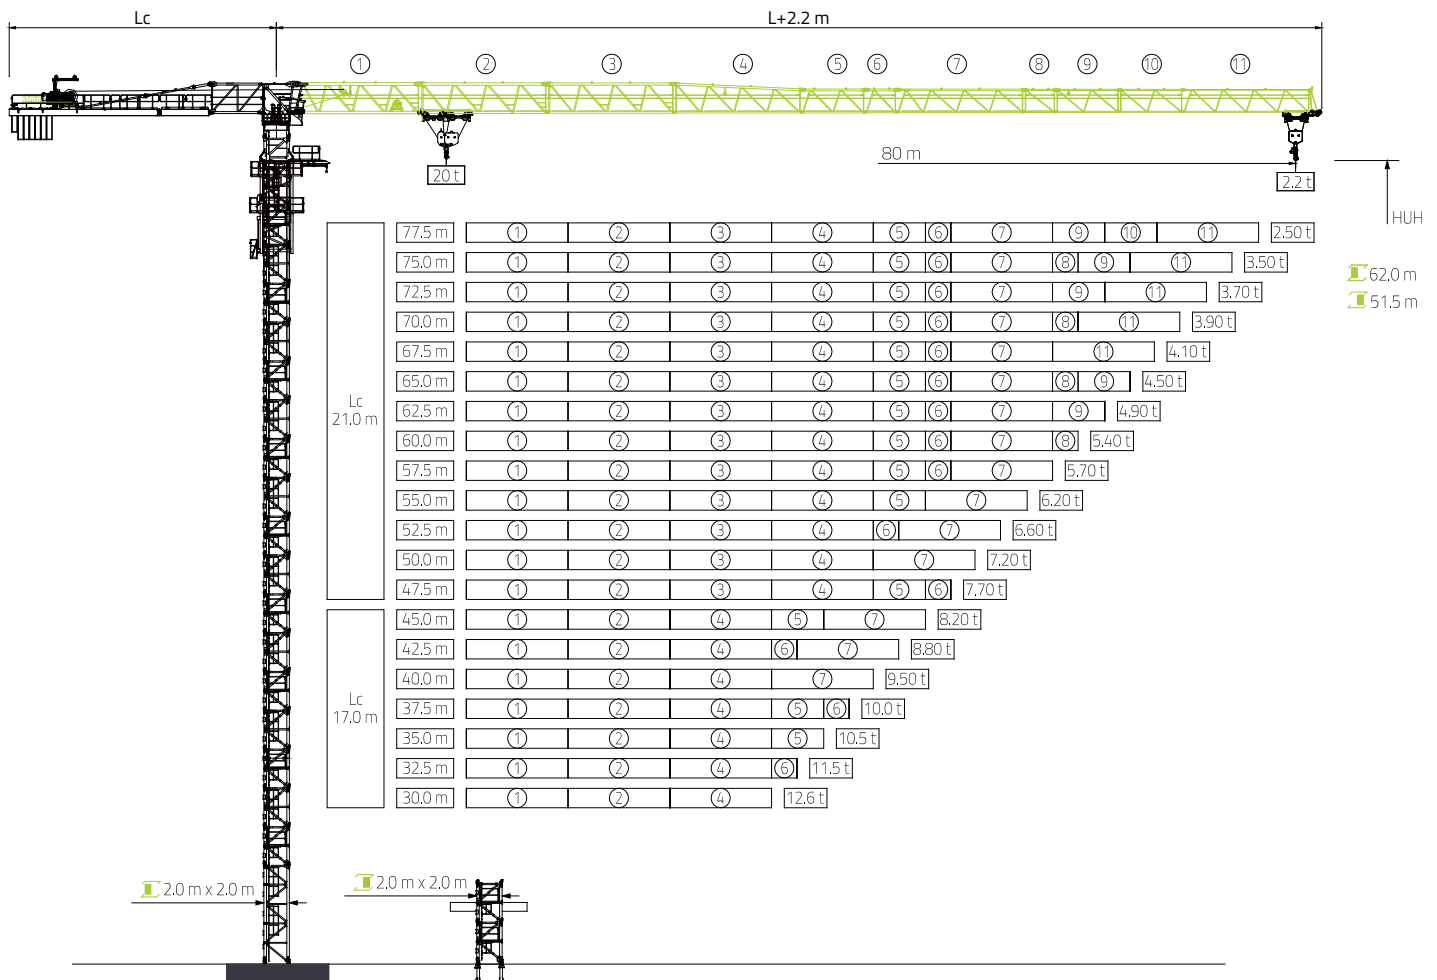 Lc L+2.2 m
① ② ③ ④ ⑤ ⑥ ⑦ ⑧ ⑨ ⑩ ⑪
80 m
20 t 2.2 t
HUH
77.5 m ① ② ③ ④ ⑤ ⑥ ⑦ ⑨ ⑩ ⑪ 2.50 t
75.0 m ① ② ③ ④ ⑤ ⑥ ⑦ ⑧ ⑨ ⑪ 3.50 t
62.0 m
72.5 m ① ② ③ ④ ⑤ ⑥ ⑦ ⑨ ⑪ 3.70 t
51.5 m
70.0 m ① ② ③ ④ ⑤ ⑥ ⑦ ⑧ ⑪ 3.90 t
67.5 m ① ② ③ ④ ⑤ ⑥ ⑦ ⑪ 4.10 t
65.0 m ① ② ③ ④ ⑤ ⑥ ⑦ ⑧ ⑨ 4.50 t
Lc
21.0 m
62.5 m ① ② ③ ④ ⑤ ⑥ ⑦ ⑨ 4.90 t
60.0 m ① ② ③ ④ ⑤ ⑥ ⑦ ⑧ 5.40 t
57.5 m ① ② ③ ④ ⑤ ⑥ ⑦ 5.70 t
55.0 m ① ② ③ ④ ⑤ ⑦ 6.20 t
52.5 m ① ② ③ ④ ⑥ ⑦ 6.60 t
50.0 m ① ② ③ ④ ⑦ 7.20 t
47.5 m ① ② ③ ④ ⑤ ⑥ 7.70 t
45.0 m ① ② ④ ⑤ ⑦ 8.20 t
42.5 m ① ② ④ ⑥ ⑦ 8.80 t
40.0 m ① ② ④ ⑦ 9.50 t
Lc
17.0 m
37.5 m ① ② ④ ⑤ ⑥ 10.0 t
35.0 m ① ② ④ ⑤ 10.5 t
32.5 m ① ② ④ ⑥ 11.5 t
30.0 m ① ② ④ 12.6 t
2.0 m x 2.0 m 2.0 m x 2.0 m